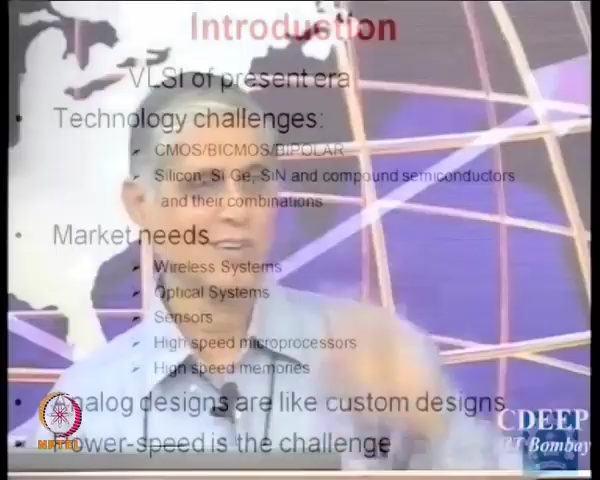 Introduction
VLSI of present era
• Technology challenges:
CMOS/BICMOS/BIPOLAR
Silicon, Si Ge, SiN and compound semiconductors
and their combinations
• Market needs
Wireless Systems
Optical Systems
Sensors
High speed microprocessors
High speed memories
• Analog designs are like custom designs
• Power-speed is the challenge
NPTEL
CDEEP
IIT Bombay